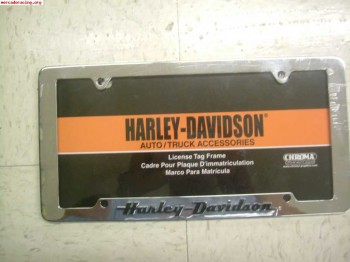 mercadoracing.org
HARLEY-DAVIDSON®
AUTO/TRUCK ACCESSORIES
License Tag Frame
Cadre Pour Plaque D'immatriculation
Marco Para Matrícula
CHROMA
Harley-Davidson